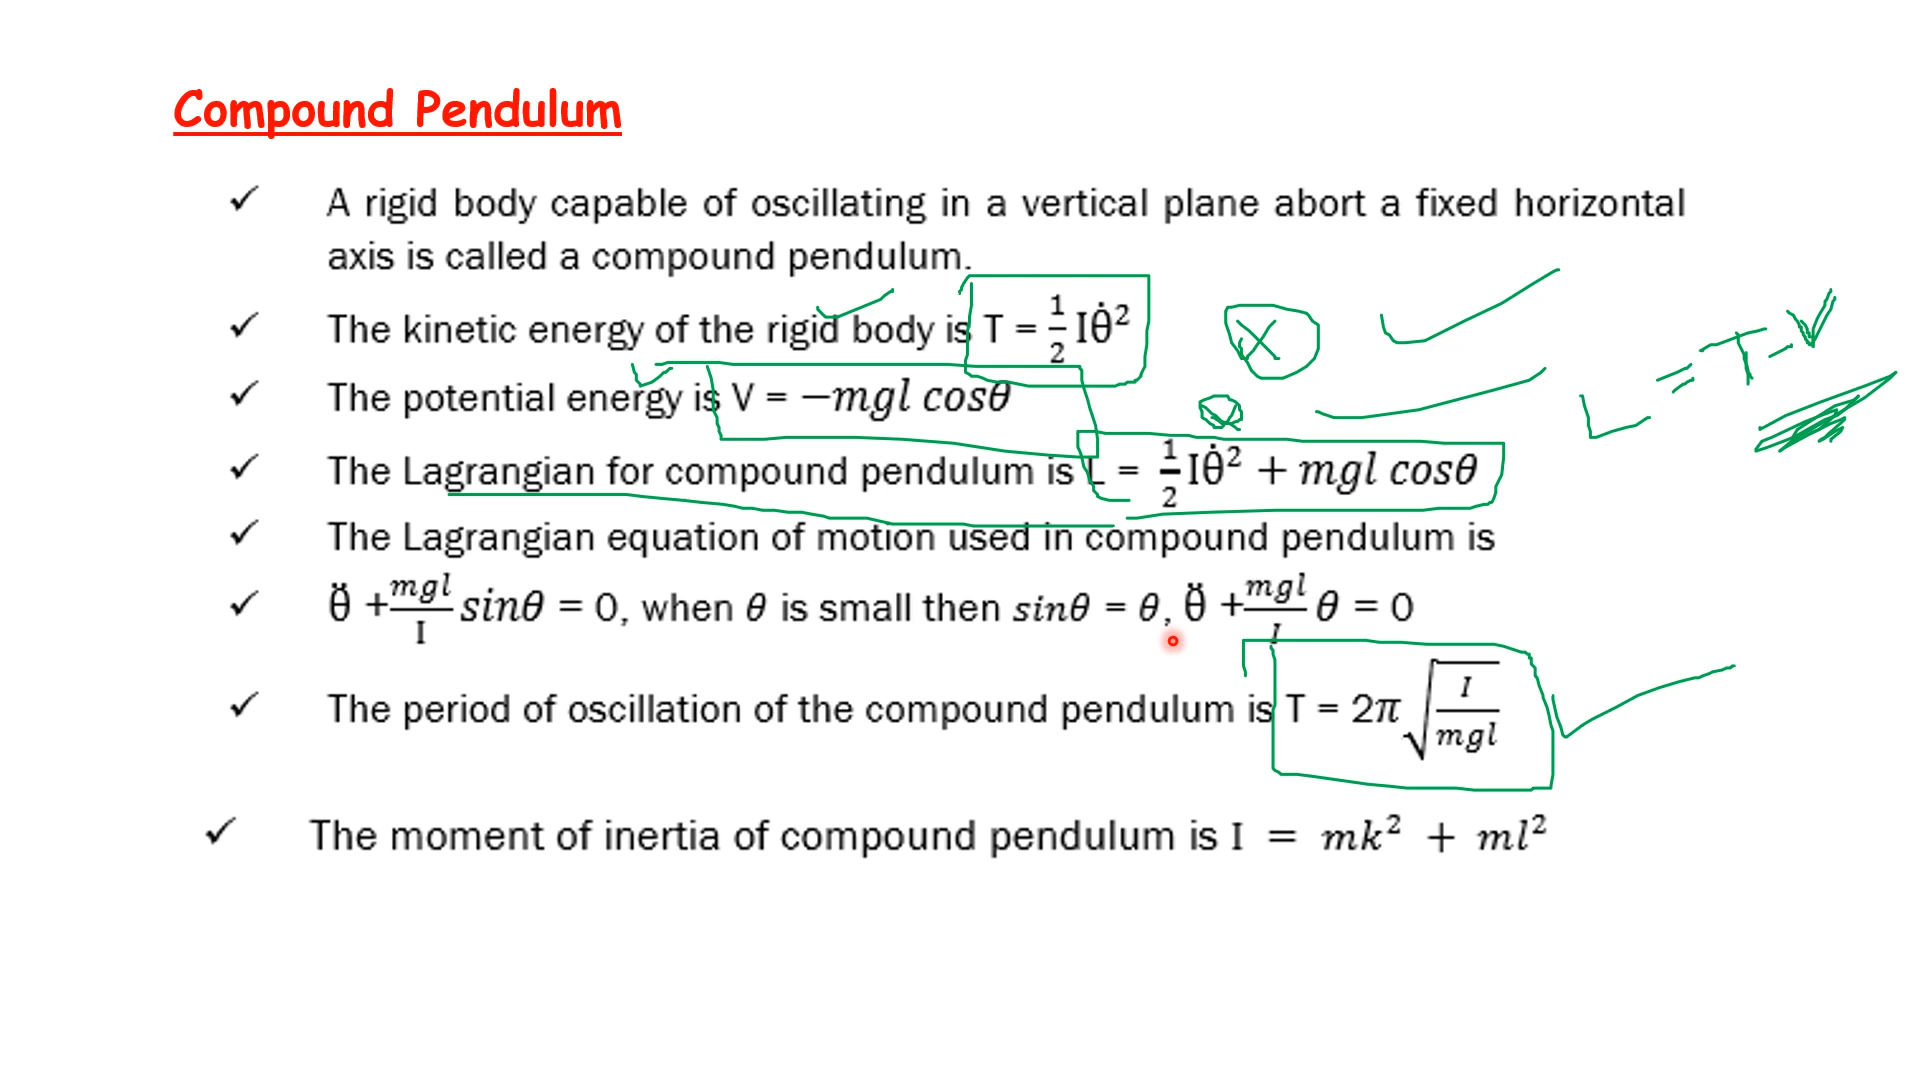 Compound Pendulum
✓ A rigid body capable of oscillating in a vertical plane abort a fixed horizontal
axis is called a compound pendulum.
✓ The kinetic energy of the rigid body is T = 1/2 Iθ̇²
✓ The potential energy is V = −mgl cosθ
L = T - V
✓ The Lagrangian for compound pendulum is L = 1/2 Iθ̇² + mgl cosθ
✓ The Lagrangian equation of motion used in compound pendulum is
✓ θ̈ + mgl/I sinθ = 0, when θ is small then sinθ = θ, θ̈ + mgl/I θ = 0
✓ The period of oscillation of the compound pendulum is T = 2π √(I/mgl)
✓ The moment of inertia of compound pendulum is I = mk² + ml²